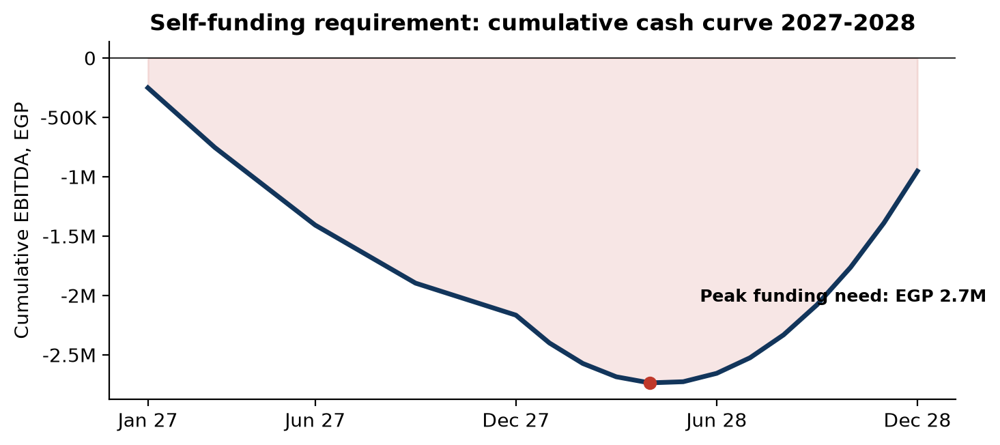 Self-funding requirement: cumulative cash curve 2027-2028
Cumulative EBITDA, EGP
0
-500K
-1M
-1.5M
-2M
-2.5M
Peak funding need: EGP 2.7M
Jan 27
Jun 27
Dec 27
Jun 28
Dec 28